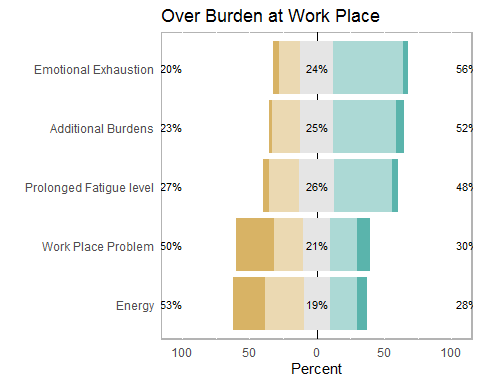 Over Burden at Work Place
Emotional Exhaustion 20% 24% 56%
Additional Burdens 23% 25% 52%
Prolonged Fatigue level 27% 26% 48%
Work Place Problem 50% 21% 30%
Energy 53% 19% 28%
100 50 0 50 100
Percent